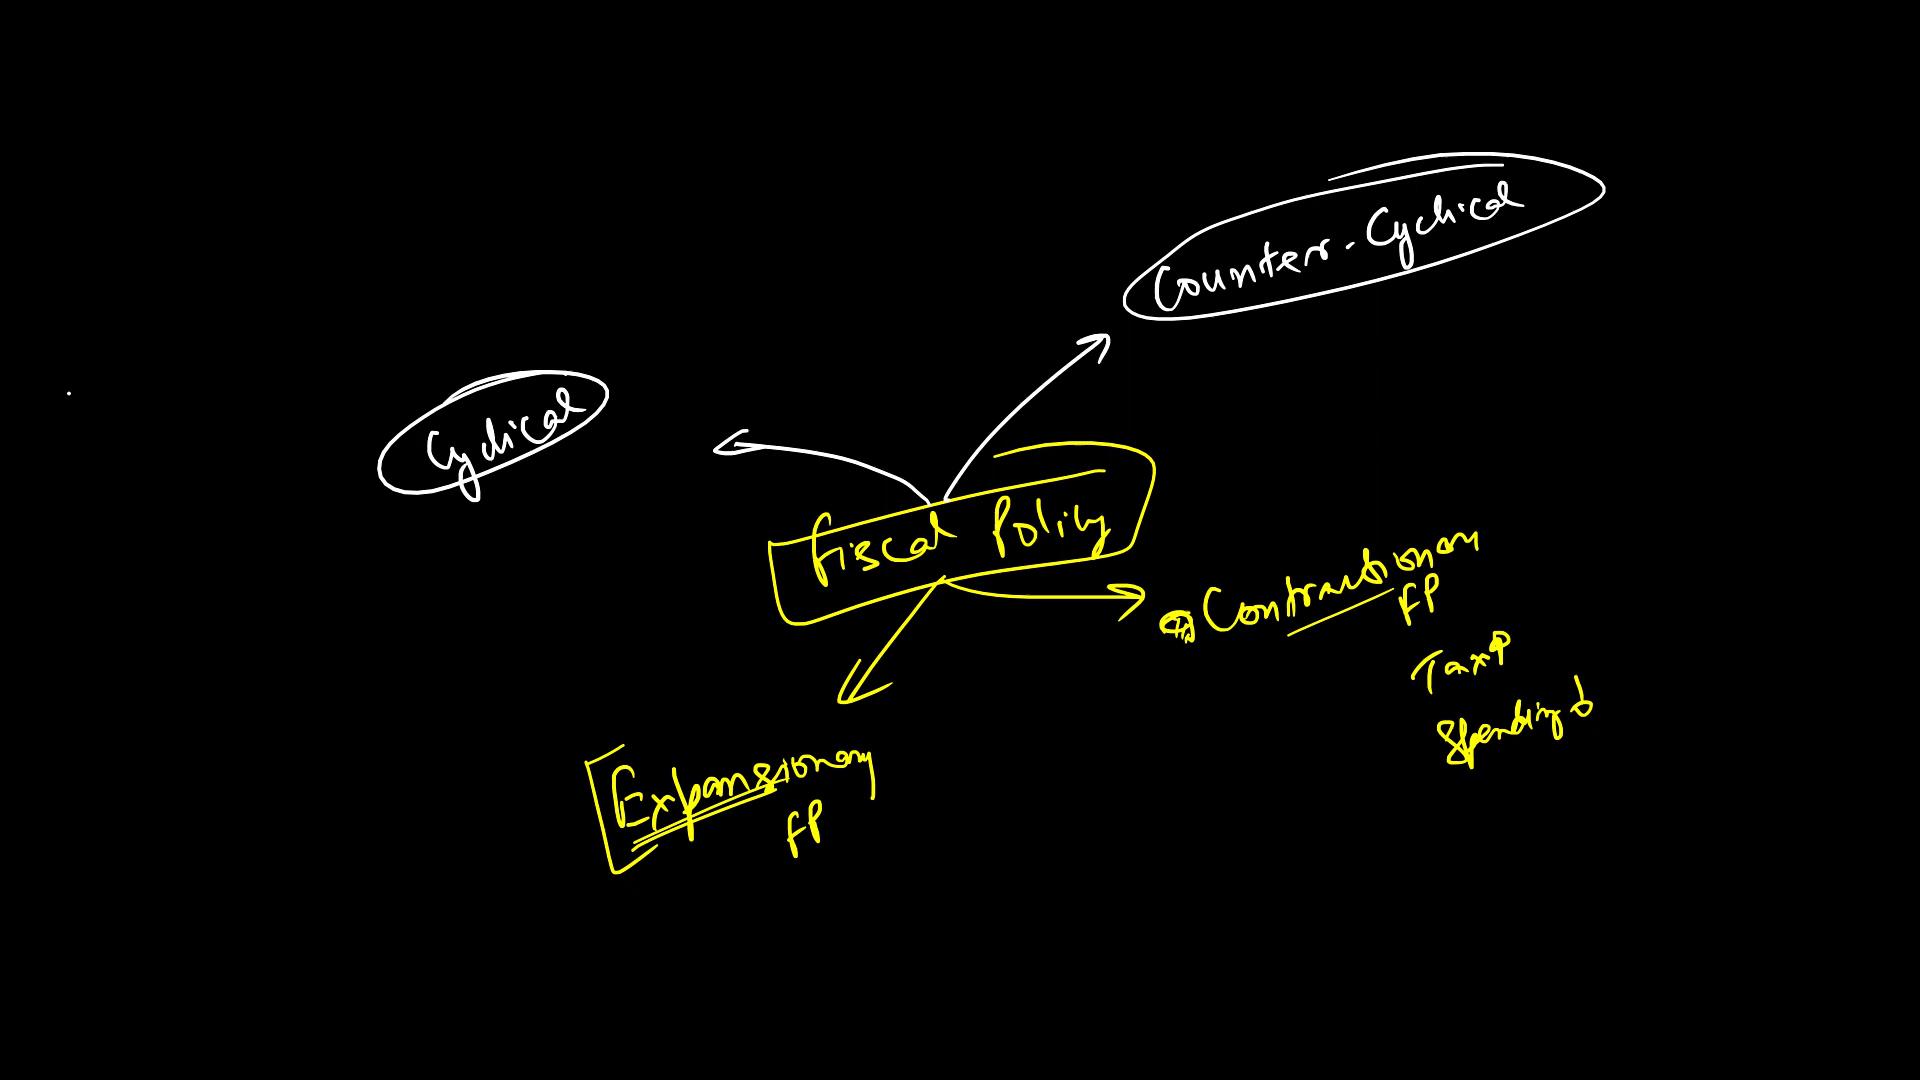 Counter-Cyclical
Cyclical
Fiscal Policy
Contractionary
FP
Tax↑
Spending↓
Expansionary
FP